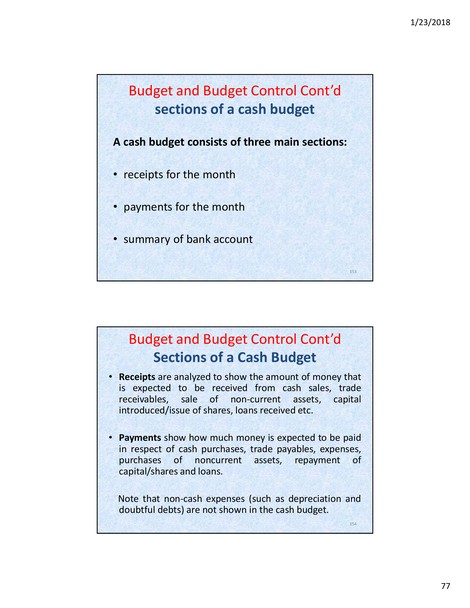 1/23/2018
Budget and Budget Control Cont’d
sections of a cash budget
A cash budget consists of three main sections:
• receipts for the month
• payments for the month
• summary of bank account
Budget and Budget Control Cont’d
Sections of a Cash Budget
• Receipts are analyzed to show the amount of money that
is expected to be received from cash sales, trade
receivables, sale of non-current assets, capital
introduced/issue of shares, loans received etc.
• Payments show how much money is expected to be paid
in respect of cash purchases, trade payables, expenses,
purchases of noncurrent assets, repayment of
capital/shares and loans.
Note that non-cash expenses (such as depreciation and
doubtful debts) are not shown in the cash budget.
77